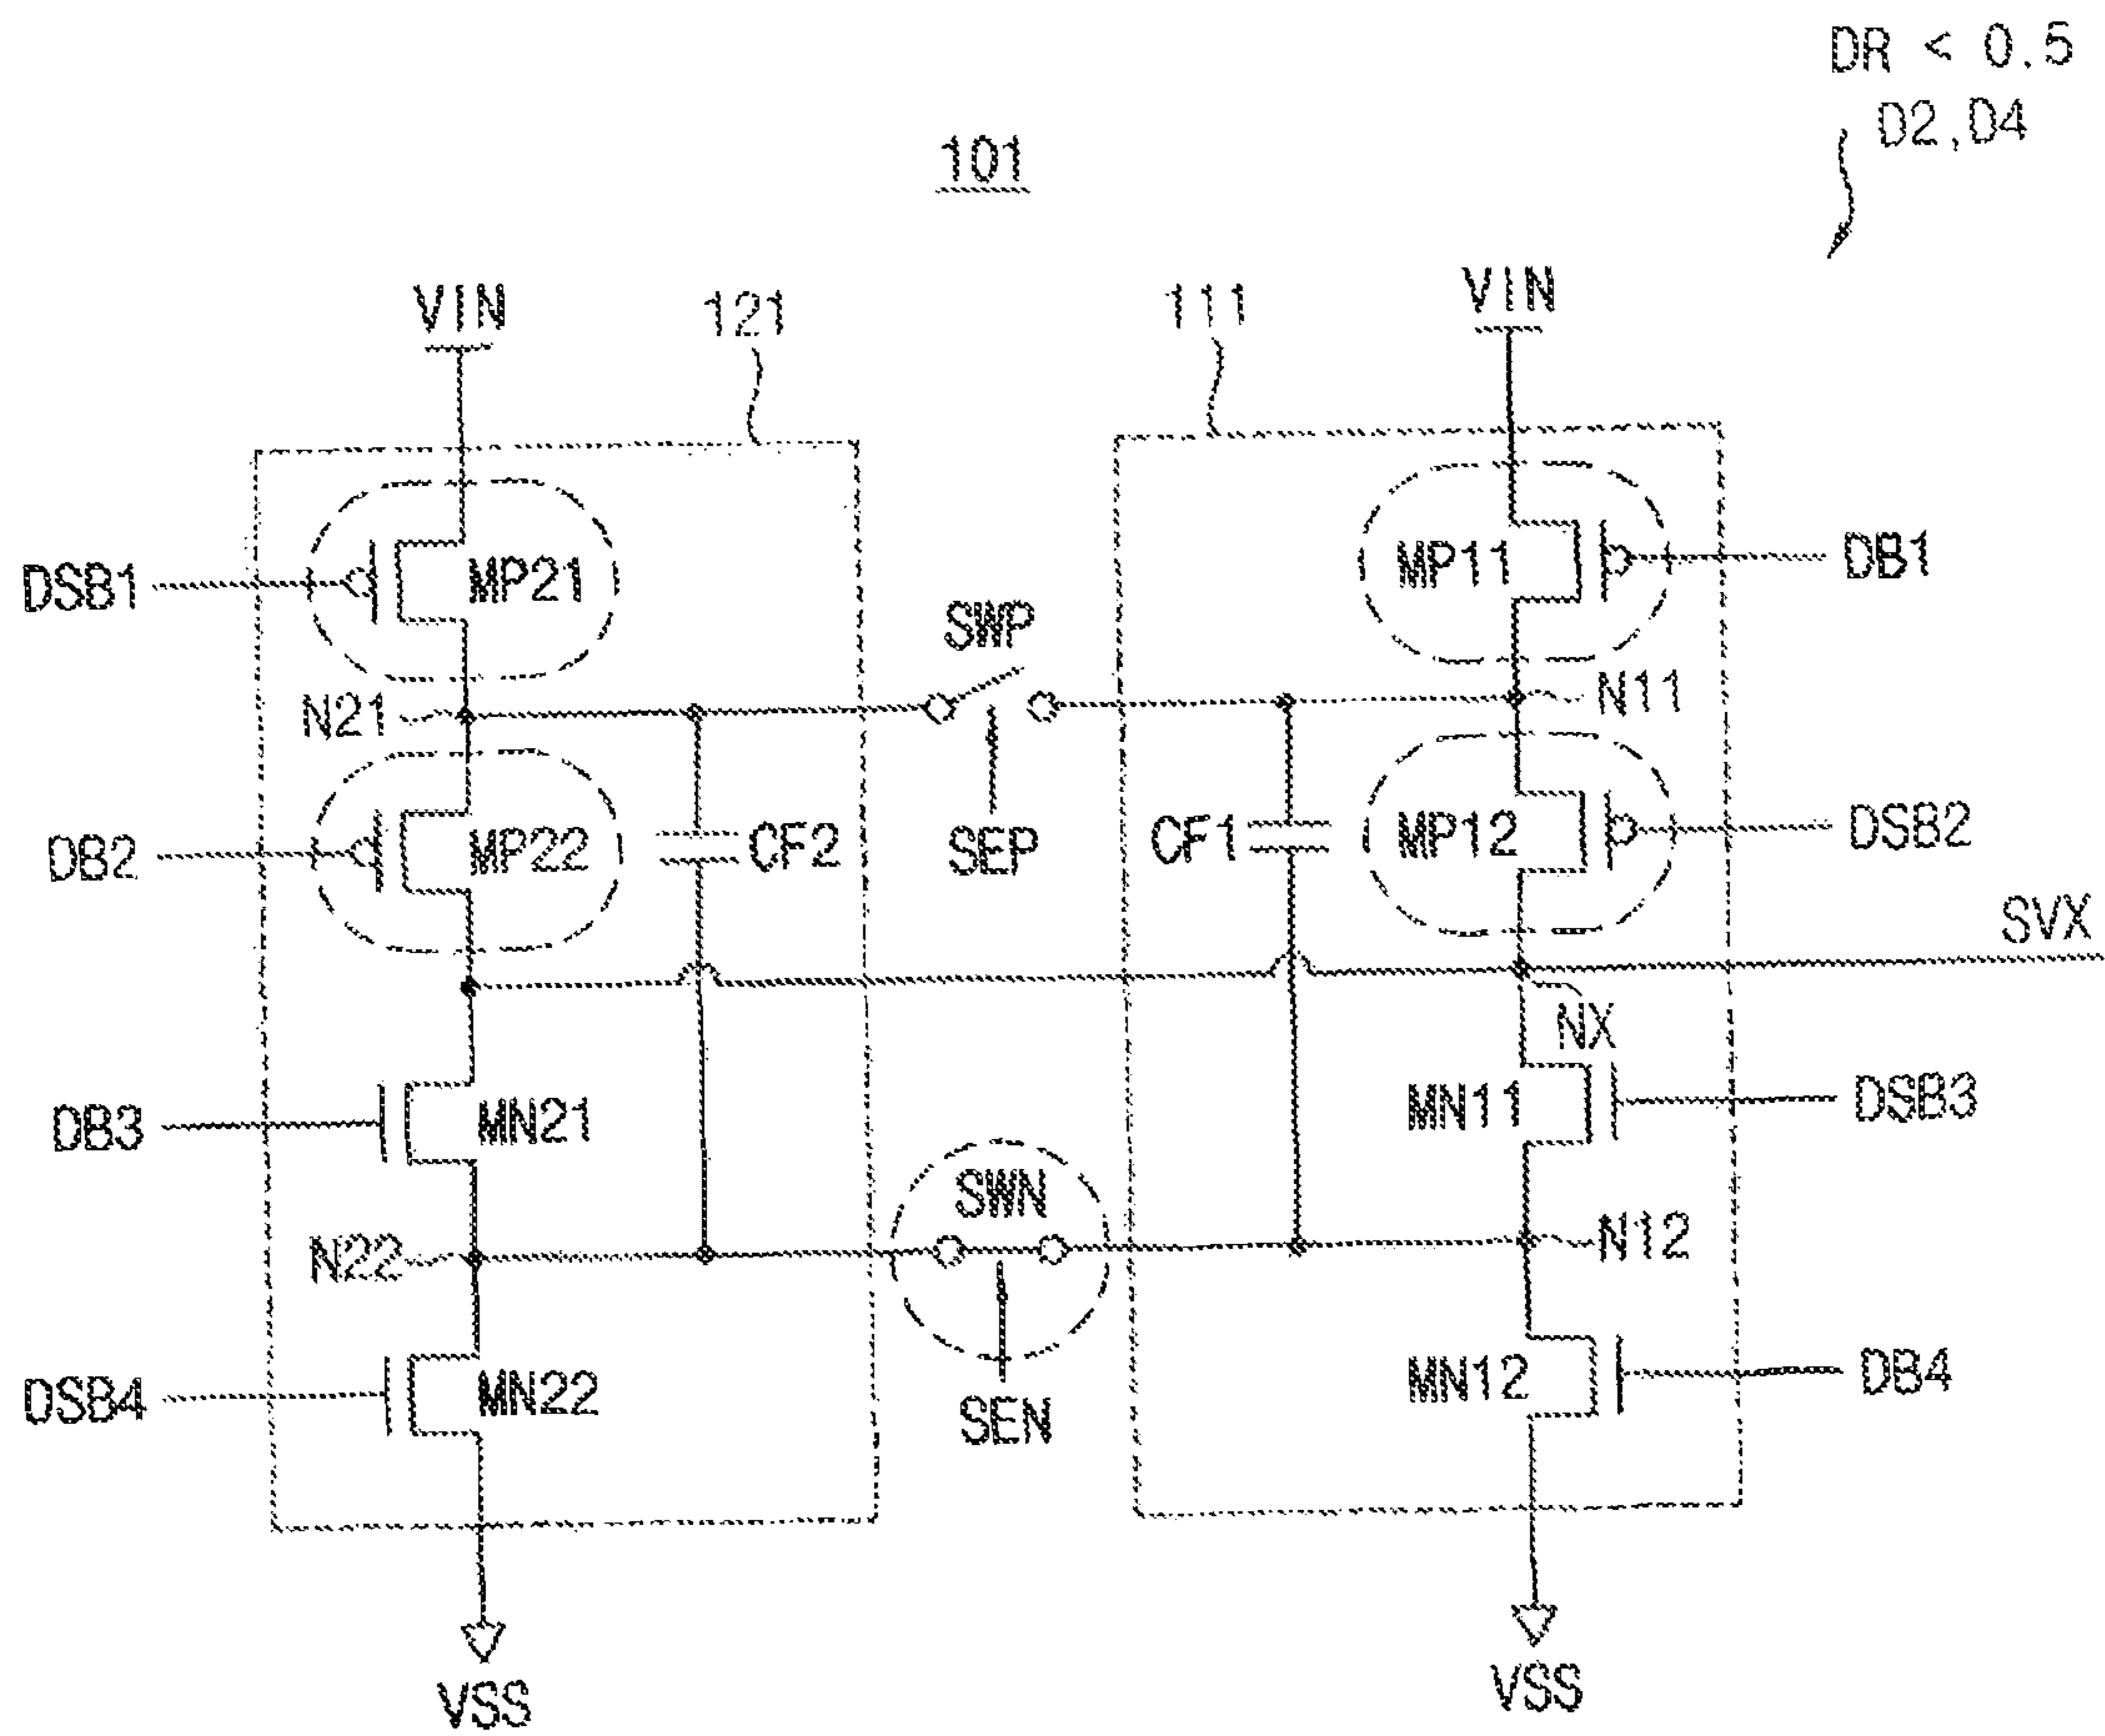 DR < 0.5
D2,D4
101
VIN
121
111
VIN
DSB1
MP21
MP11
DB1
SWP
N21
N11
DB2
MP22
CF2
SEP
CF1
MP12
DSB2
SVX
NX
DB3
MN21
MN11
DSB3
SWN
N22
N12
DSB4
MN22
SEN
MN12
DB4
VSS
VSS